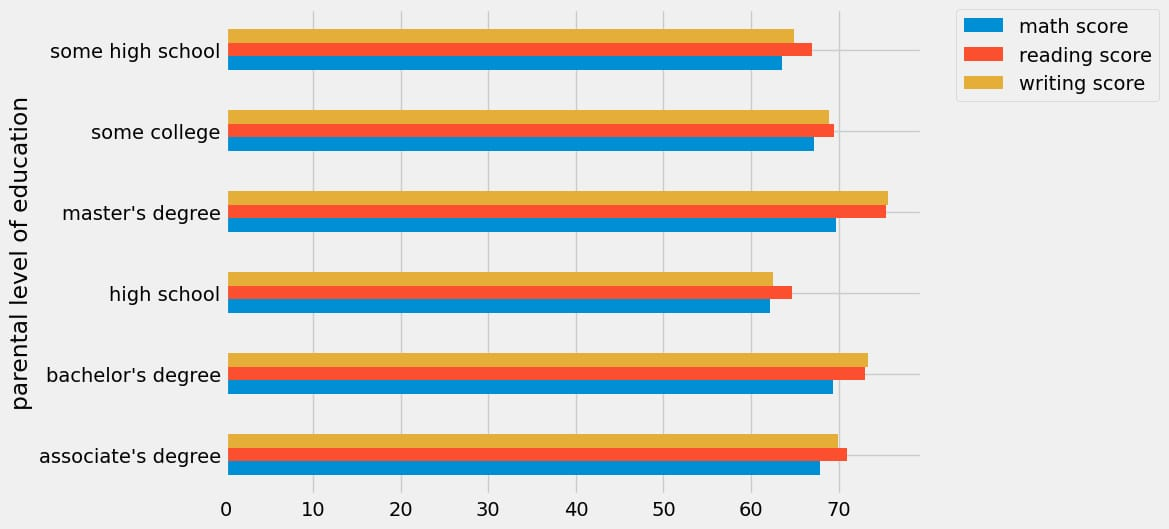 math score
reading score
writing score
parental level of education
some high school
some college
master's degree
high school
bachelor's degree
associate's degree
0 10 20 30 40 50 60 70